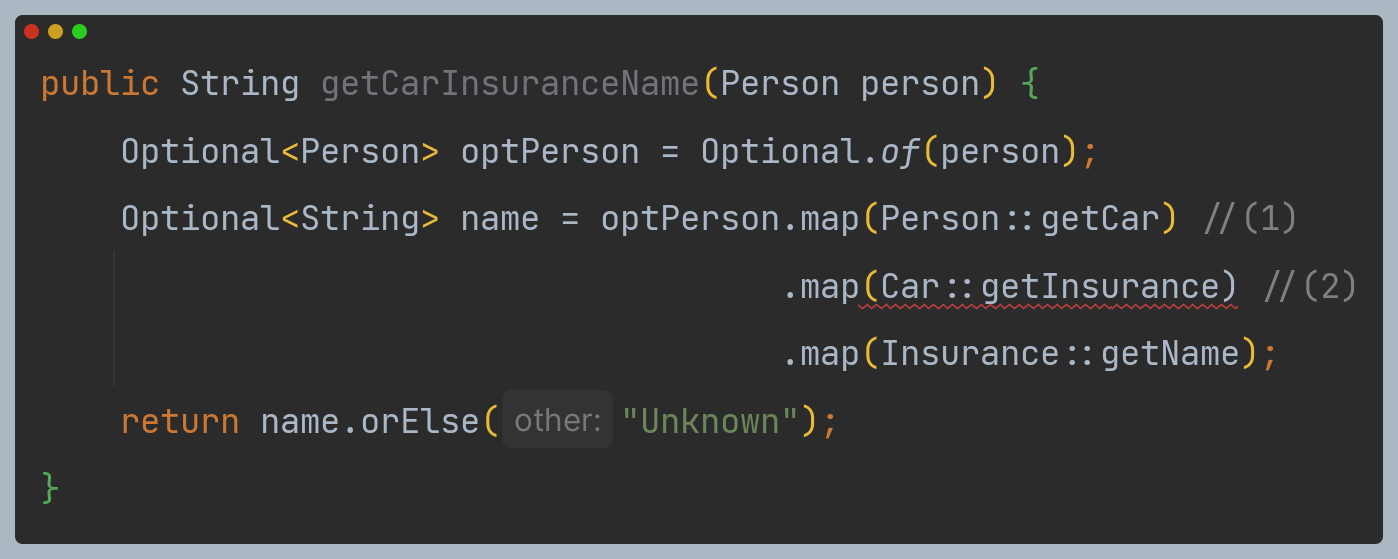 public String getCarInsuranceName(Person person) {
    Optional<Person> optPerson = Optional.of(person);
    Optional<String> name = optPerson.map(Person::getCar) //(1)
                                     .map(Car::getInsurance) //(2)
                                     .map(Insurance::getName);
    return name.orElse( other: "Unknown");
}